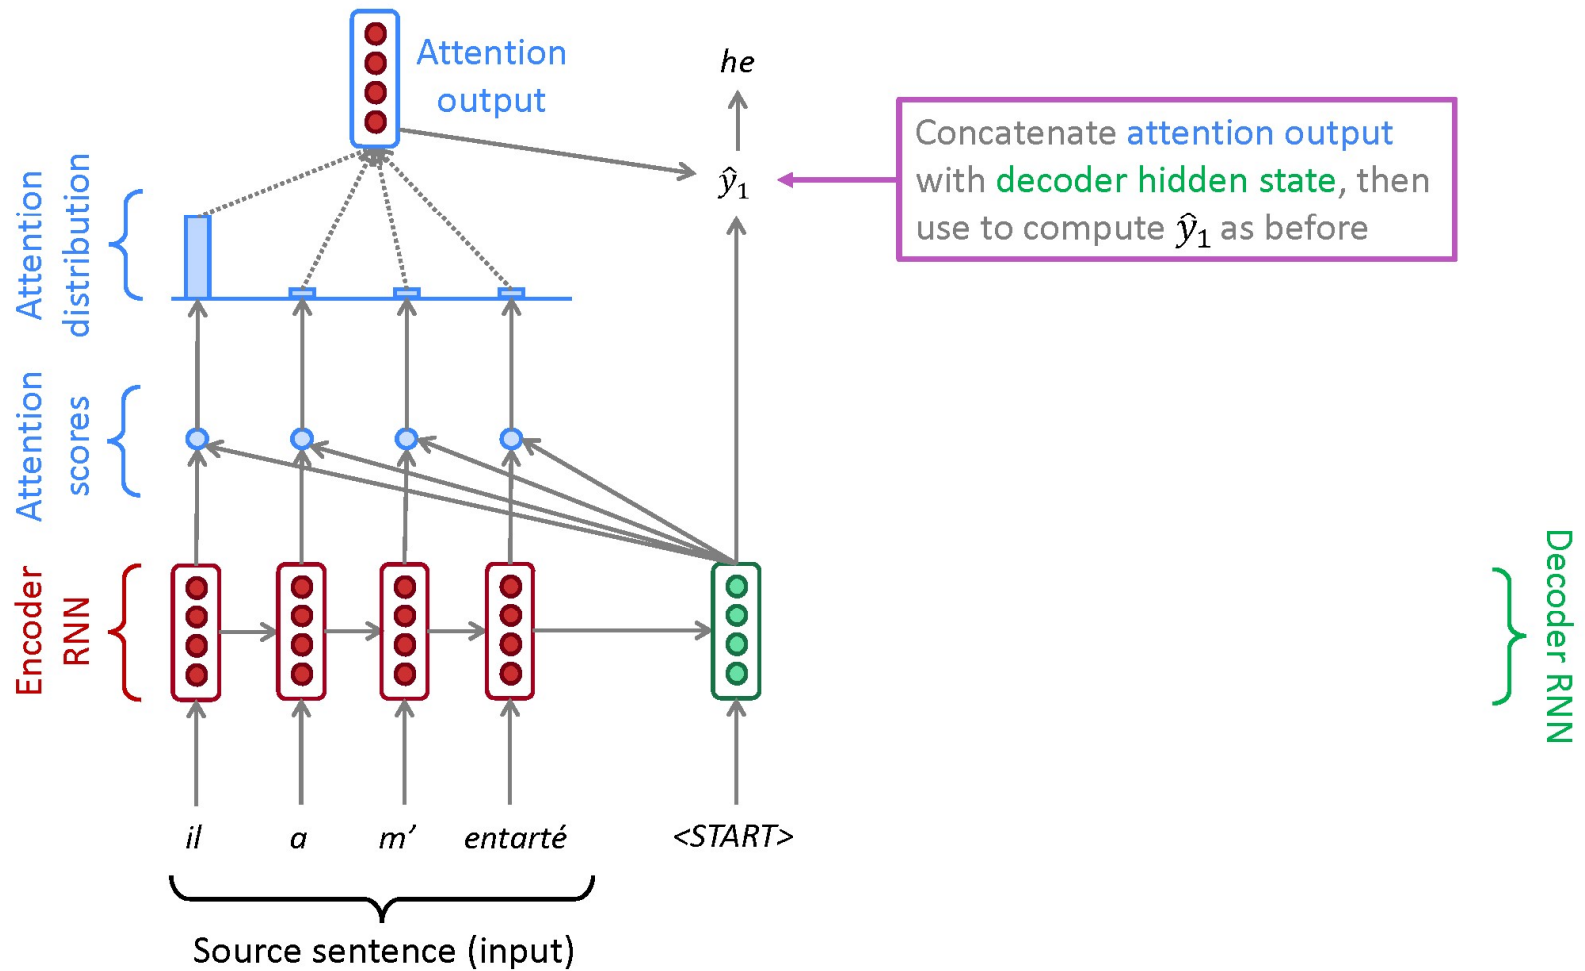 Attention
output
he
Concatenate attention output
with decoder hidden state, then
use to compute ŷ₁ as before
ŷ₁
Attention
distribution
Attention
scores
Encoder
RNN
Decoder RNN
il a m’ entarté <START>
Source sentence (input)